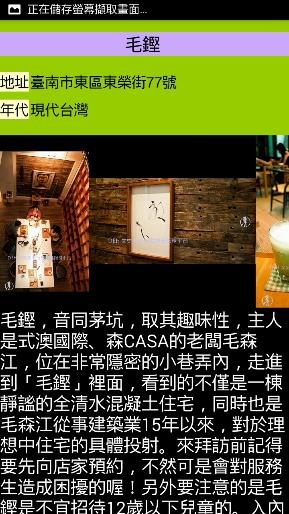 正在儲存螢幕擷取畫面...
毛鏗
地址 臺南市東區東榮街77號
年代 現代台灣
毛鏗，音同茅坑，取其趣味性，主人
是式澳國際、森CASA的老闆毛森
江，位在非常隱密的小巷弄內，走進
到「毛鏗」裡面，看到的不僅是一棟
靜謐的全清水混凝土住宅，同時也是
毛森江從事建築業15年以來，對於理
想中住宅的具體投射。來拜訪前記得
要先向店家預約，不然可是會對服務
生造成困擾的喔！另外要注意的是毛
鏗是不宜招待12歲以下兒童的。入內